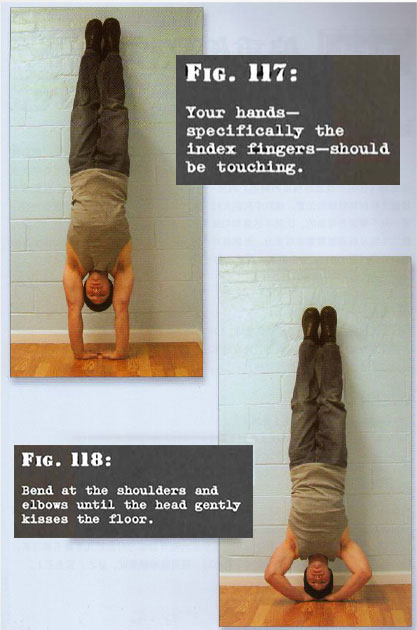 FIG. 117:
Your hands—
specifically the
index fingers—should
be touching.
FIG. 118:
Bend at the shoulders and
elbows until the head gently
kisses the floor.